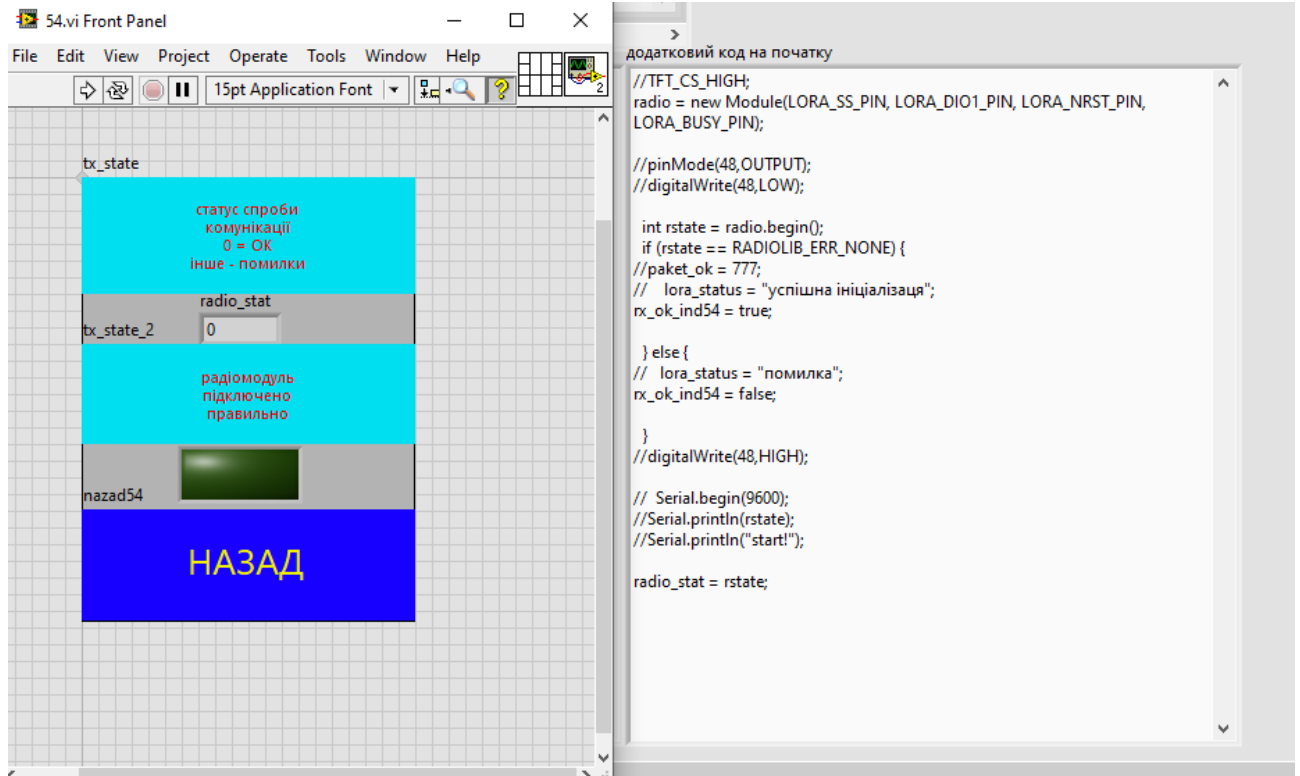 54.vi Front Panel
File Edit View Project Operate Tools Window Help
15pt Application Font
2
tx_state
статус спроби
комунікації
0 = OK
інше - помилки
radio_stat
tx_state_2
0
радіомодуль
підключено
правильно
nazad54
НАЗАД
додатковий код на початку
//TFT_CS_HIGH;
radio = new Module(LORA_SS_PIN, LORA_DIO1_PIN, LORA_NRST_PIN,
LORA_BUSY_PIN);
//pinMode(48,OUTPUT);
//digitalWrite(48,LOW);
int rstate = radio.begin();
if (rstate == RADIOLIB_ERR_NONE) {
//paket_ok = 777;
// lora_status = "успішна ініціалізаця";
rx_ok_ind54 = true;
} else {
// lora_status = "помилка";
rx_ok_ind54 = false;
}
//digitalWrite(48,HIGH);
// Serial.begin(9600);
//Serial.println(rstate);
//Serial.println("start!");
radio_stat = rstate;